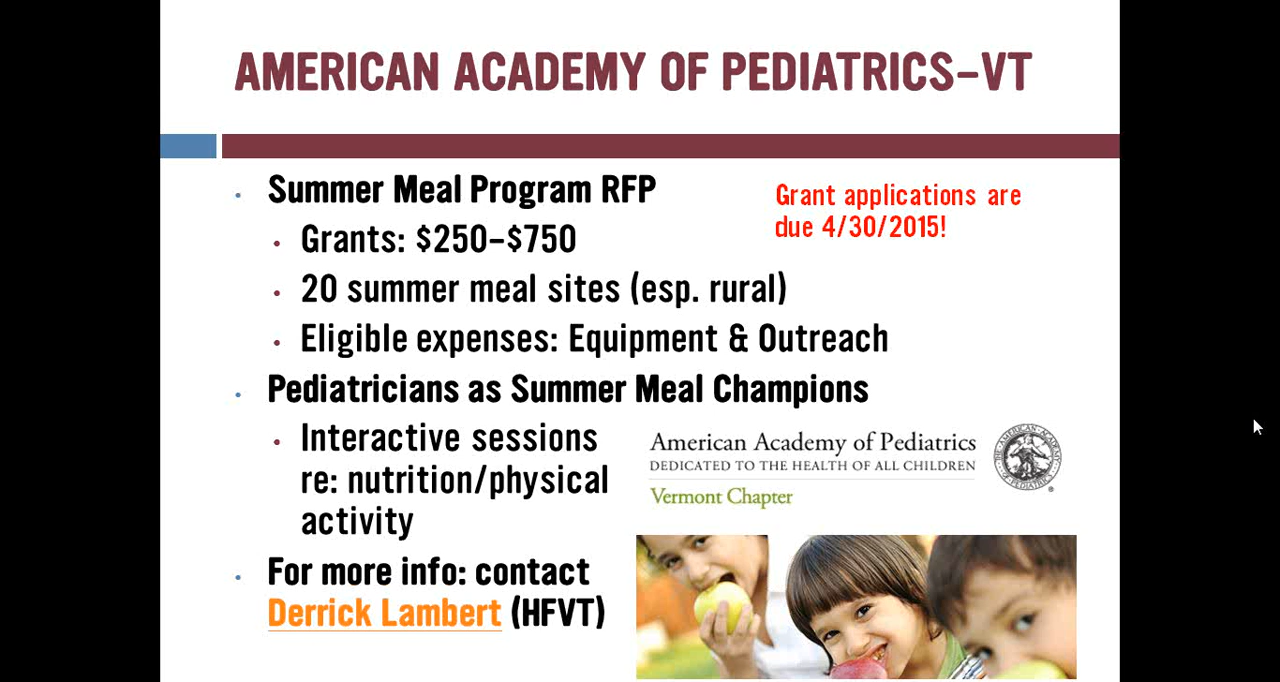 AMERICAN ACADEMY OF PEDIATRICS–VT
Summer Meal Program RFP
Grant applications are
due 4/30/2015!
Grants: $250–$750
20 summer meal sites (esp. rural)
Eligible expenses: Equipment & Outreach
Pediatricians as Summer Meal Champions
Interactive sessions
re: nutrition/physical
activity
American Academy of Pediatrics
DEDICATED TO THE HEALTH OF ALL CHILDREN
Vermont Chapter
For more info: contact
Derrick Lambert (HFVT)